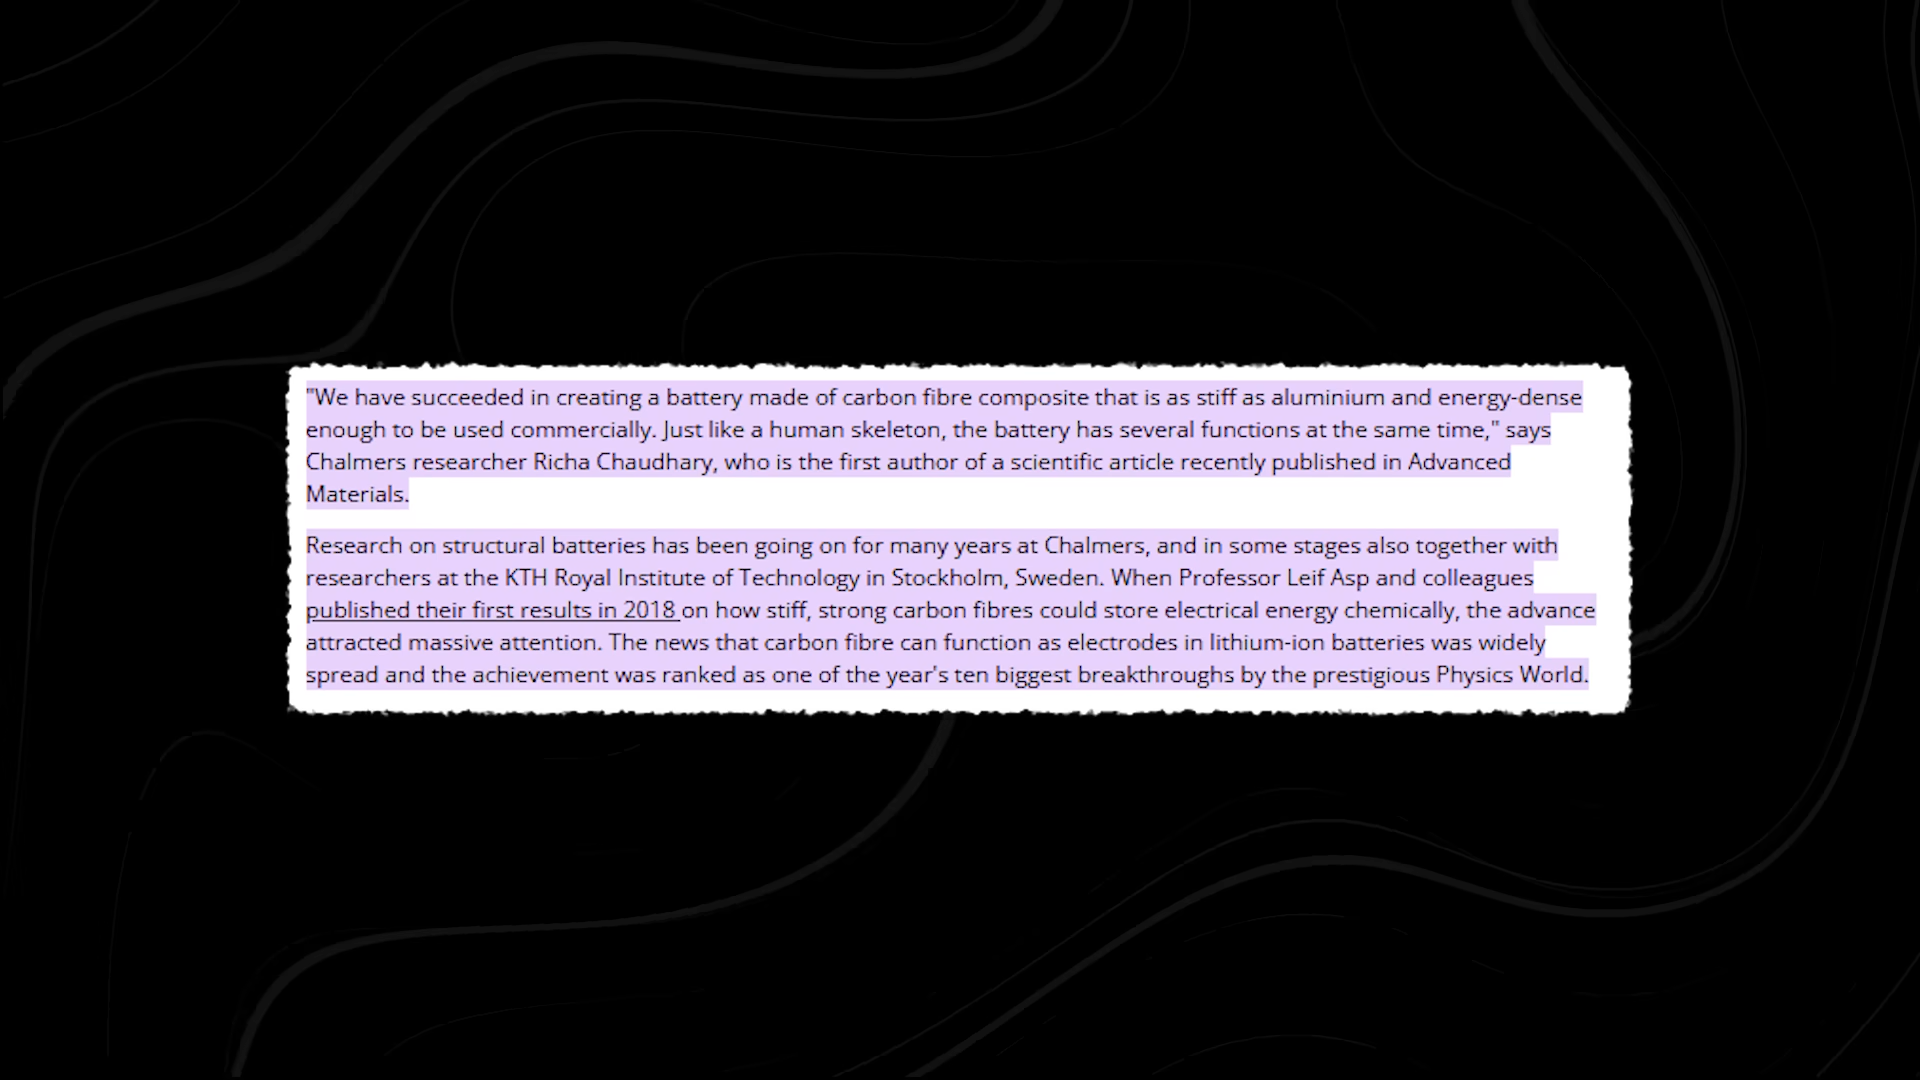 "We have succeeded in creating a battery made of carbon fibre composite that is as stiff as aluminium and energy-dense
enough to be used commercially. Just like a human skeleton, the battery has several functions at the same time," says
Chalmers researcher Richa Chaudhary, who is the first author of a scientific article recently published in Advanced
Materials.
Research on structural batteries has been going on for many years at Chalmers, and in some stages also together with
researchers at the KTH Royal Institute of Technology in Stockholm, Sweden. When Professor Leif Asp and colleagues
published their first results in 2018 on how stiff, strong carbon fibres could store electrical energy chemically, the advance
attracted massive attention. The news that carbon fibre can function as electrodes in lithium-ion batteries was widely
spread and the achievement was ranked as one of the year's ten biggest breakthroughs by the prestigious Physics World.